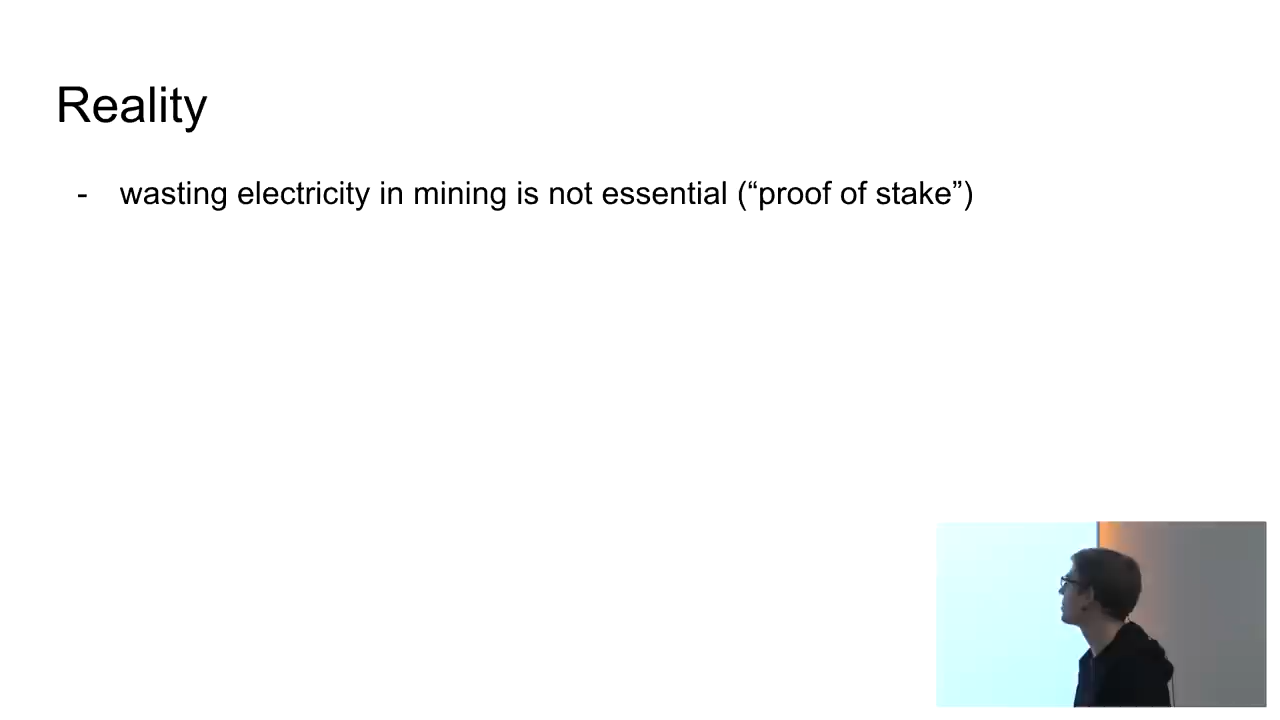 Reality
- wasting electricity in mining is not essential (“proof of stake”)